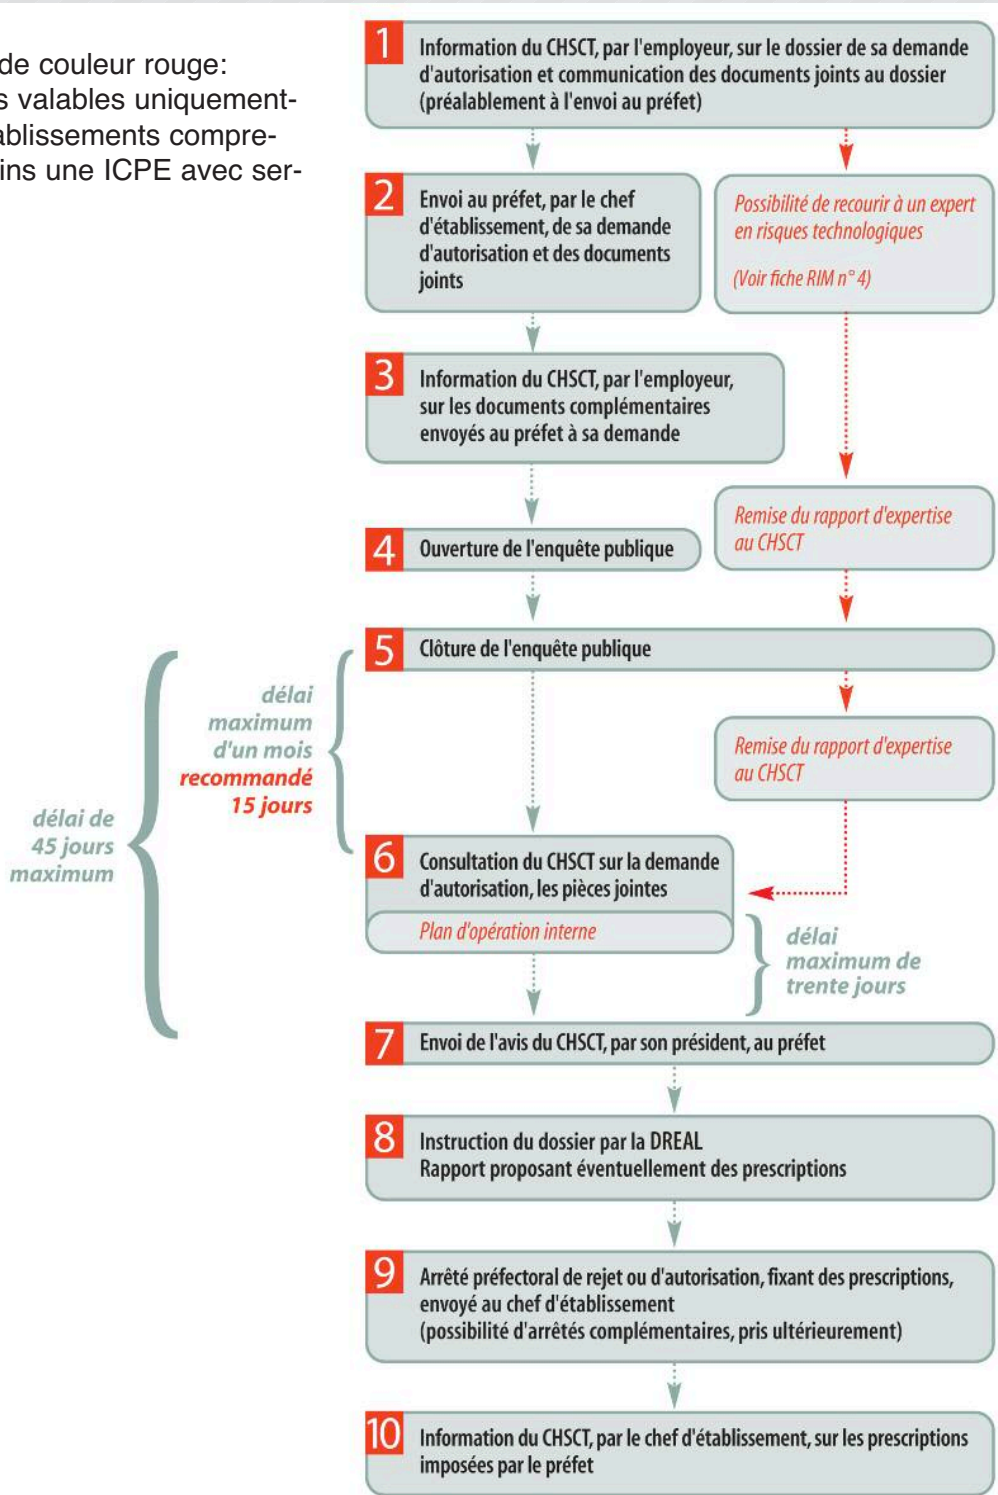 de couleur rouge:
s valables uniquement-
ablissements compre-
ins une ICPE avec ser-
1
Information du CHSCT, par l'employeur, sur le dossier de sa demande
d'autorisation et communication des documents joints au dossier
(préalablement à l'envoi au préfet)
2
Envoi au préfet, par le chef
d'établissement, de sa demande
d'autorisation et des documents
joints
Possibilité de recourir à un expert
en risques technologiques
(Voir fiche RIM n° 4)
3
Information du CHSCT, par l'employeur,
sur les documents complémentaires
envoyés au préfet à sa demande
Remise du rapport d'expertise
au CHSCT
4
Ouverture de l'enquête publique
5
Clôture de l'enquête publique
délai
maximum
d'un mois
recommandé
15 jours
délai de
45 jours
maximum
Remise du rapport d'expertise
au CHSCT
6
Consultation du CHSCT sur la demande
d'autorisation, les pièces jointes
Plan d'opération interne
délai
maximum de
trente jours
7
Envoi de l'avis du CHSCT, par son président, au préfet
8
Instruction du dossier par la DREAL
Rapport proposant éventuellement des prescriptions
9
Arrêté préfectoral de rejet ou d'autorisation, fixant des prescriptions,
envoyé au chef d'établissement
(possibilité d'arrêtés complémentaires, pris ultérieurement)
10
Information du CHSCT, par le chef d'établissement, sur les prescriptions
imposées par le préfet